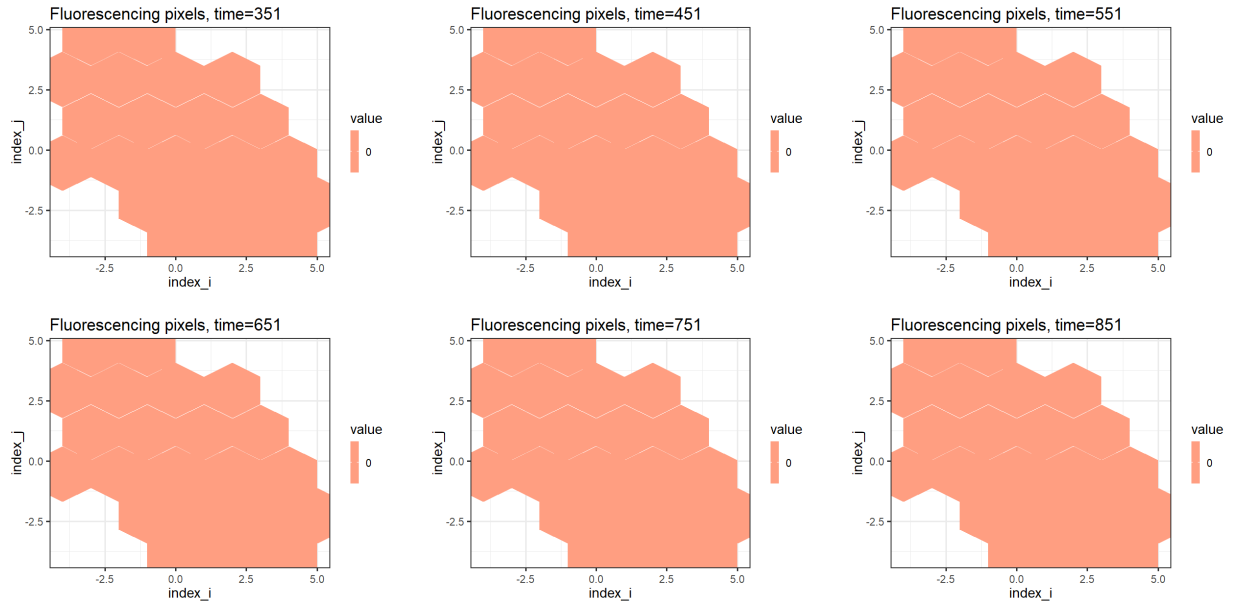 Fluorescencing pixels, time=351
5.0
2.5
0.0
-2.5
index_j
-2.5 0.0 2.5 5.0
index_i
value
0
Fluorescencing pixels, time=451
5.0
2.5
0.0
-2.5
index_j
-2.5 0.0 2.5 5.0
index_i
value
0
Fluorescencing pixels, time=551
5.0
2.5
0.0
-2.5
index_j
-2.5 0.0 2.5 5.0
index_i
value
0
Fluorescencing pixels, time=651
5.0
2.5
0.0
-2.5
index_j
-2.5 0.0 2.5 5.0
index_i
value
0
Fluorescencing pixels, time=751
5.0
2.5
0.0
-2.5
index_j
-2.5 0.0 2.5 5.0
index_i
value
0
Fluorescencing pixels, time=851
5.0
2.5
0.0
-2.5
index_j
-2.5 0.0 2.5 5.0
index_i
value
0